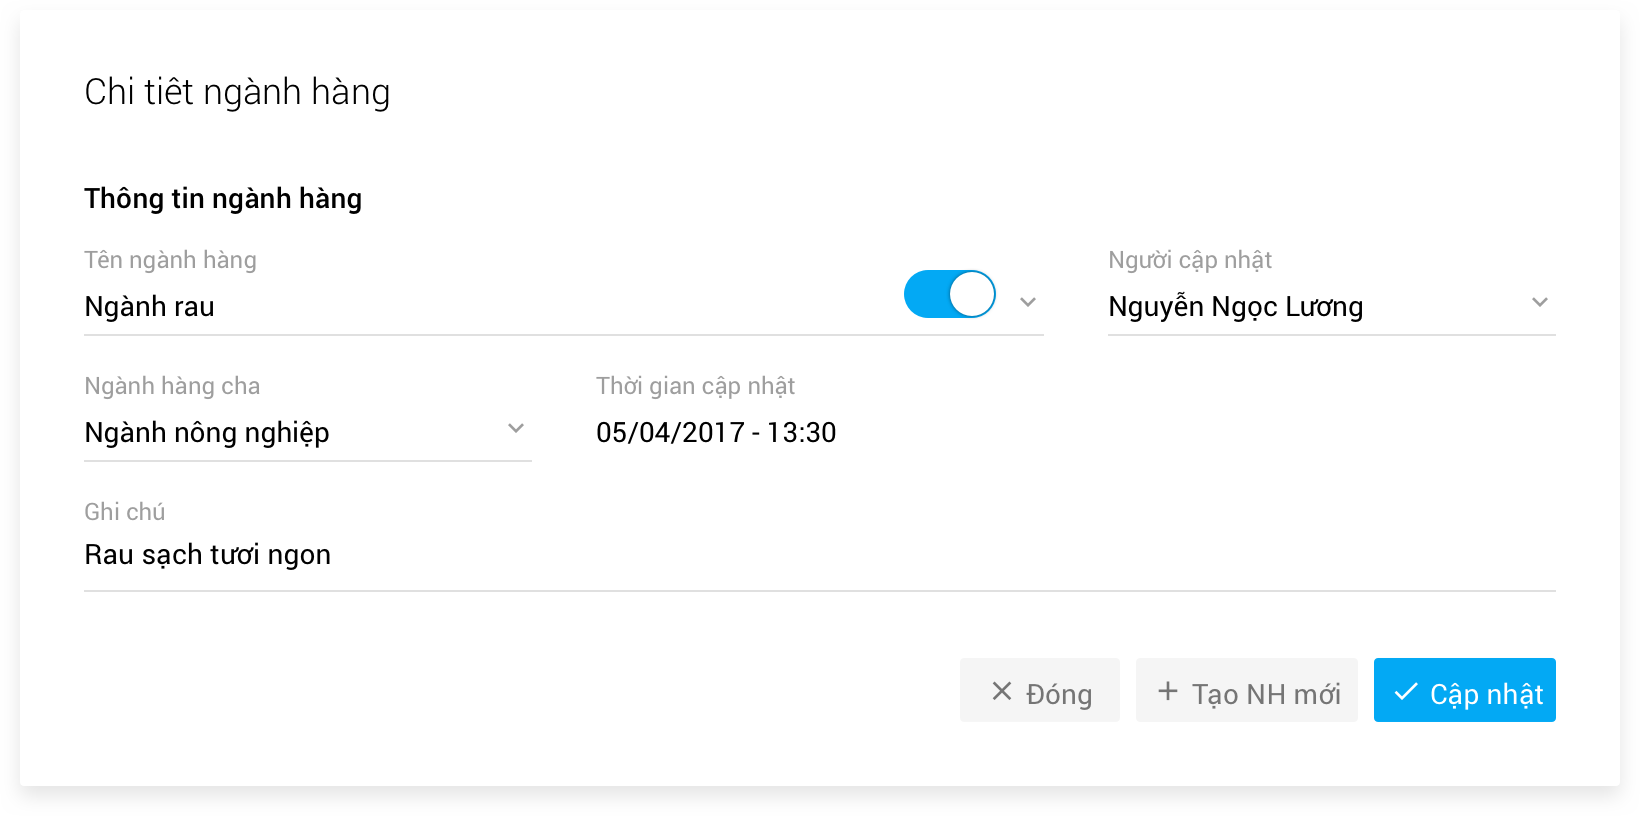 Chi tiêt ngành hàng
Thông tin ngành hàng
Tên ngành hàng
Ngành rau
Người cập nhật
Nguyễn Ngọc Lương
Ngành hàng cha
Ngành nông nghiệp
Thời gian cập nhật
05/04/2017 - 13:30
Ghi chú
Rau sạch tươi ngon
Đóng
Tạo NH mới
Cập nhật